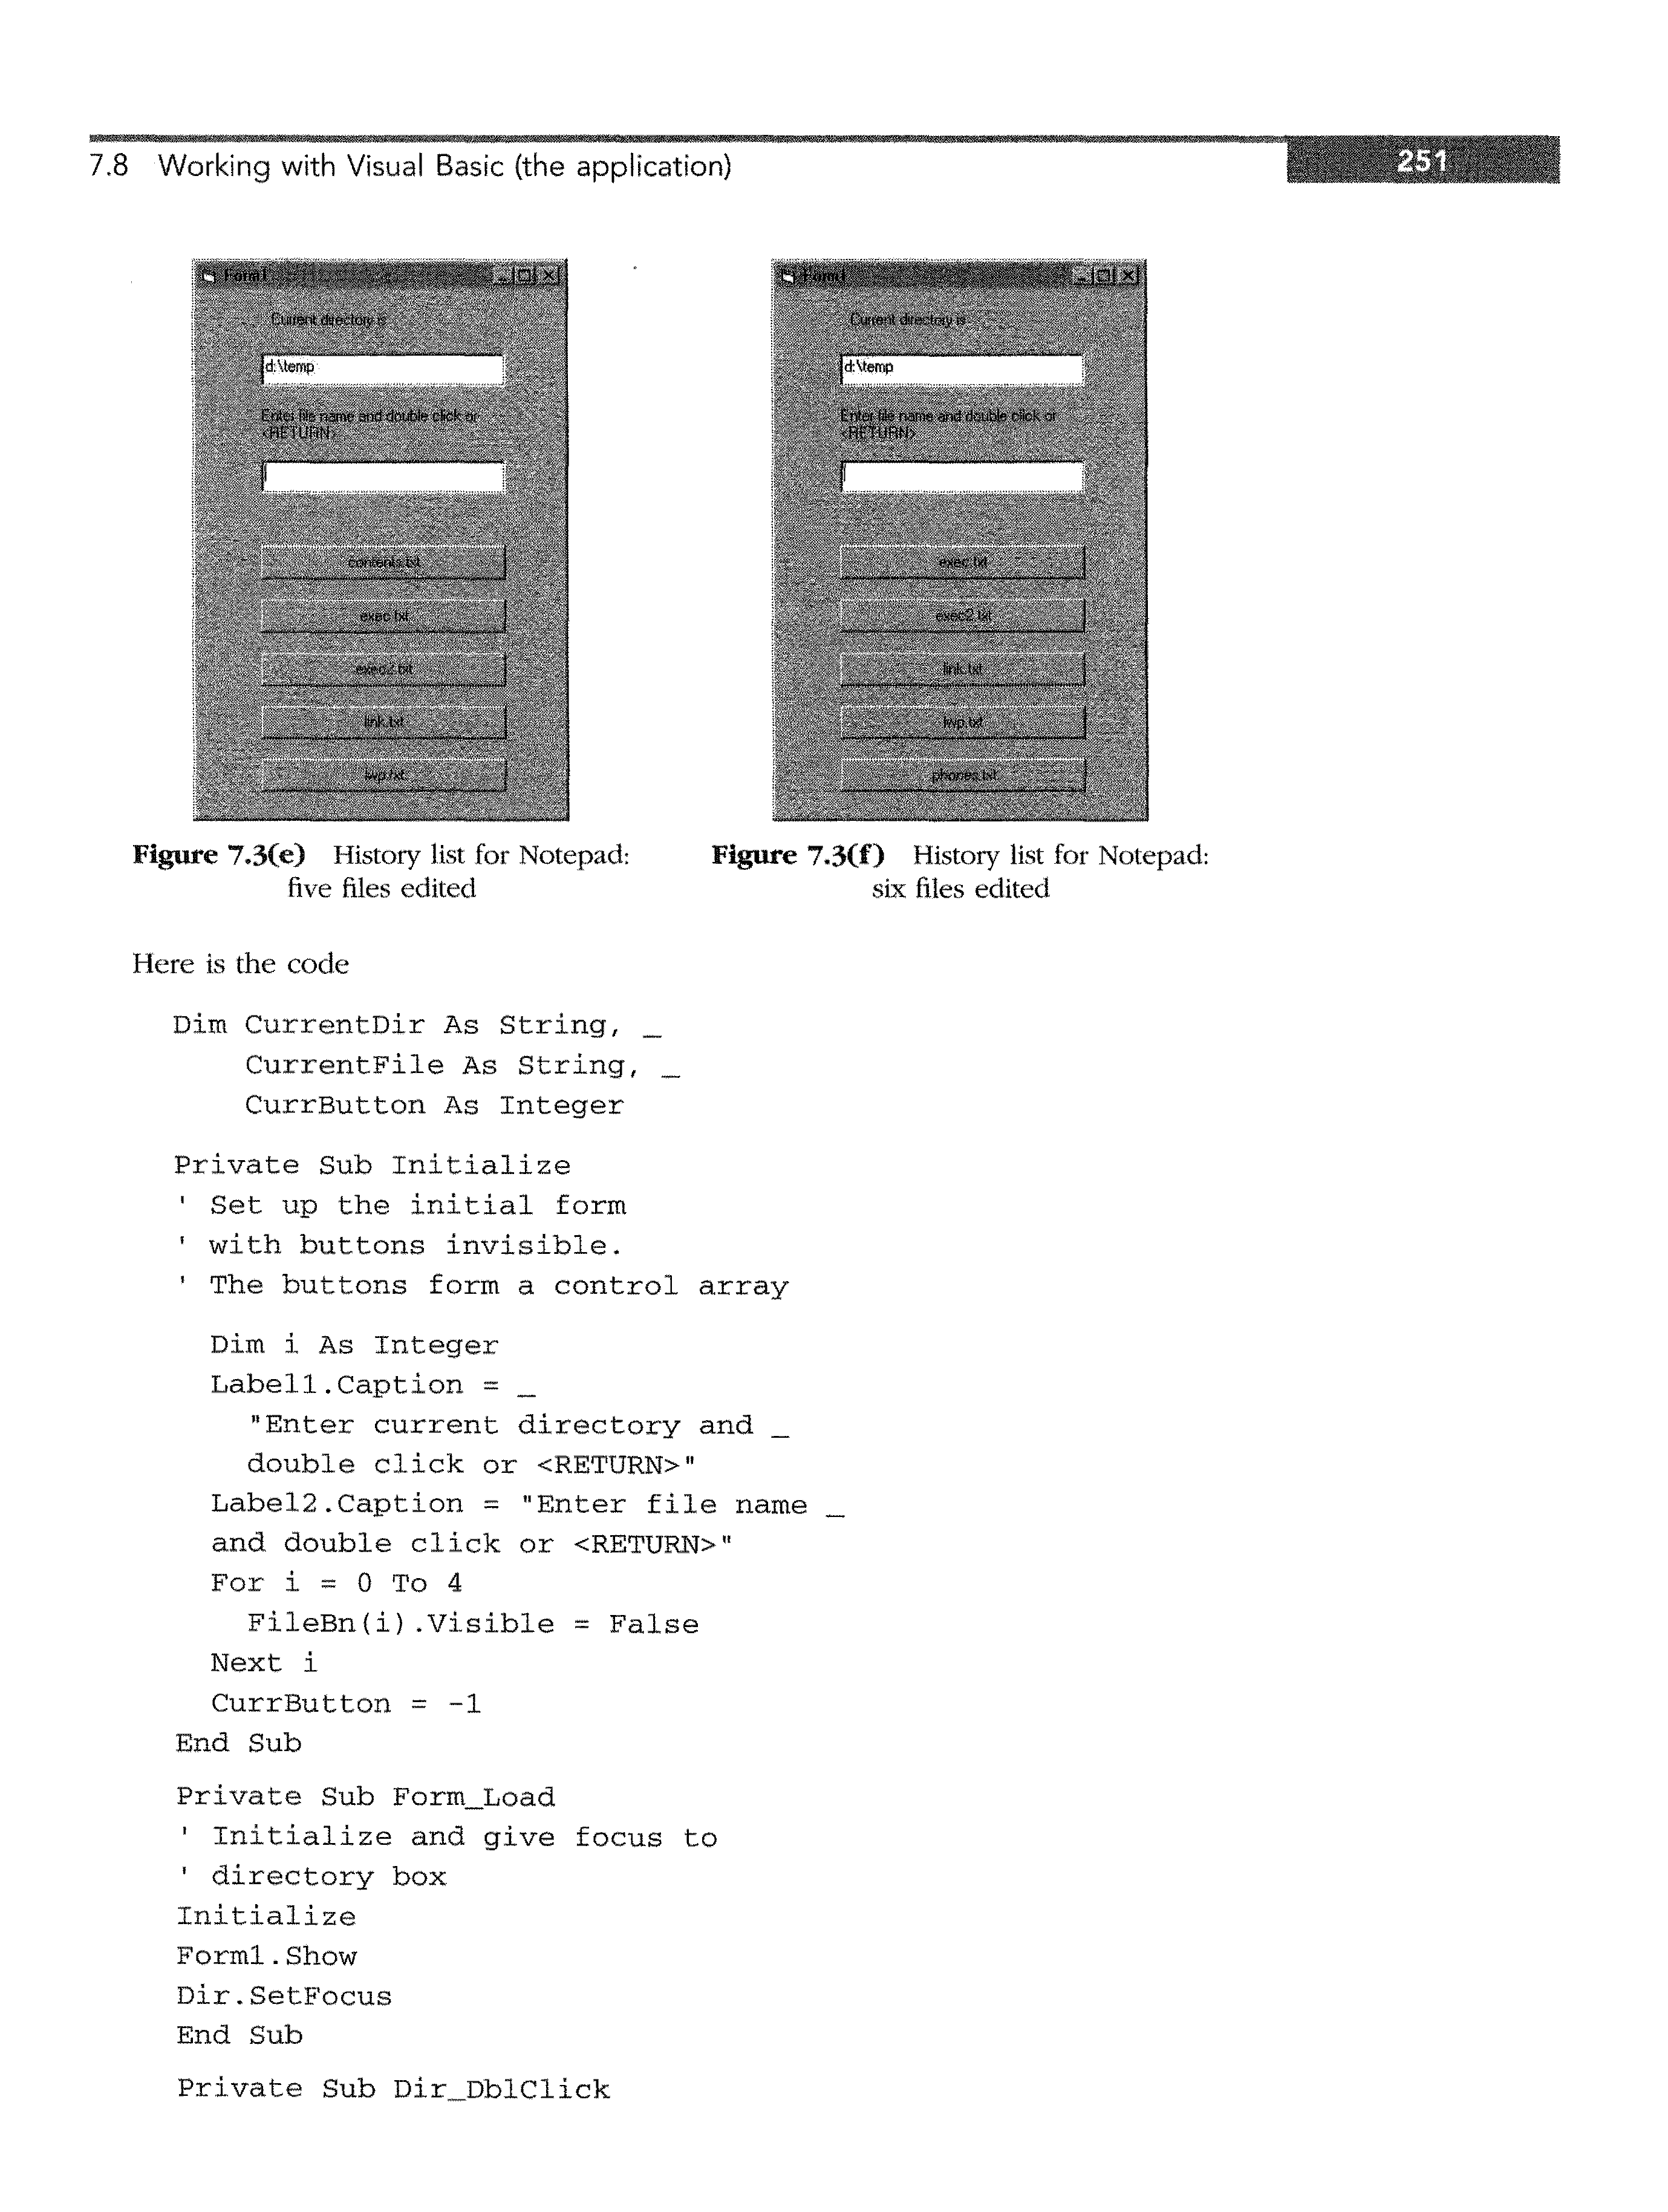 7.8 Working with Visual Basic (the application)
251
Form1
Current directory is
d:\temp
Enter file name and double click or
<RETURN>
contents.txt
exec.txt
exec2.txt
link.txt
lwp.txt
Form1
Current directory is
d:\temp
Enter file name and double click or
<RETURN>
exec.txt
exec2.txt
link.txt
lwp.txt
phones.txt
Figure 7.3(e) History list for Notepad:
five files edited
Figure 7.3(f) History list for Notepad:
six files edited
Here is the code
Dim CurrentDir As String, _
CurrentFile As String, _
CurrButton As Integer
Private Sub Initialize
' Set up the initial form
' with buttons invisible.
' The buttons form a control array
Dim i As Integer
Label1.Caption = _
"Enter current directory and _
double click or <RETURN>"
Label2.Caption = "Enter file name _
and double click or <RETURN>"
For i = 0 To 4
FileBn(i).Visible = False
Next i
CurrButton = -1
End Sub
Private Sub Form_Load
' Initialize and give focus to
' directory box
Initialize
Form1.Show
Dir.SetFocus
End Sub
Private Sub Dir_DblClick